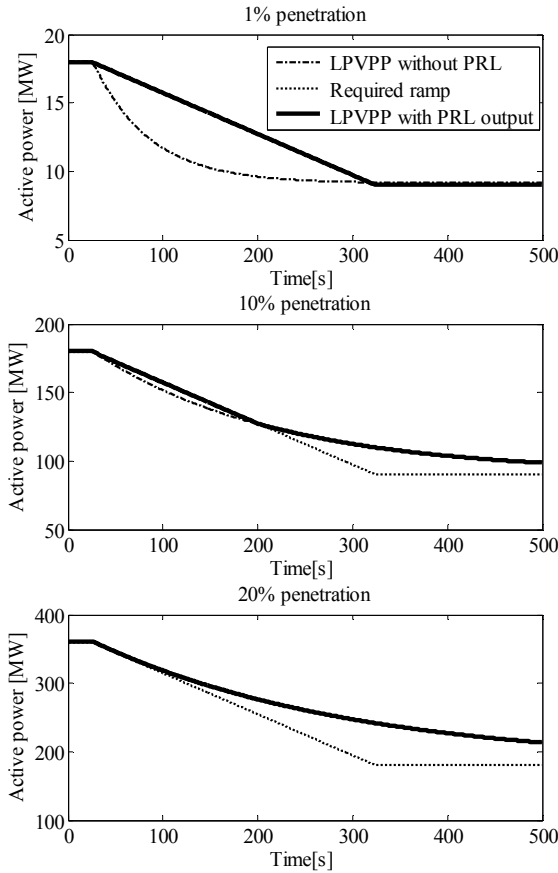 1% penetration
20
15
10
5
Active power [MW]
LPVPP without PRL
Required ramp
LPVPP with PRL output
0 100 200 300 400 500
Time[s]
10% penetration
200
150
100
50
Active power [MW]
0 100 200 300 400 500
Time[s]
20% penetration
400
300
200
100
Active power [MW]
0 100 200 300 400 500
Time[s]